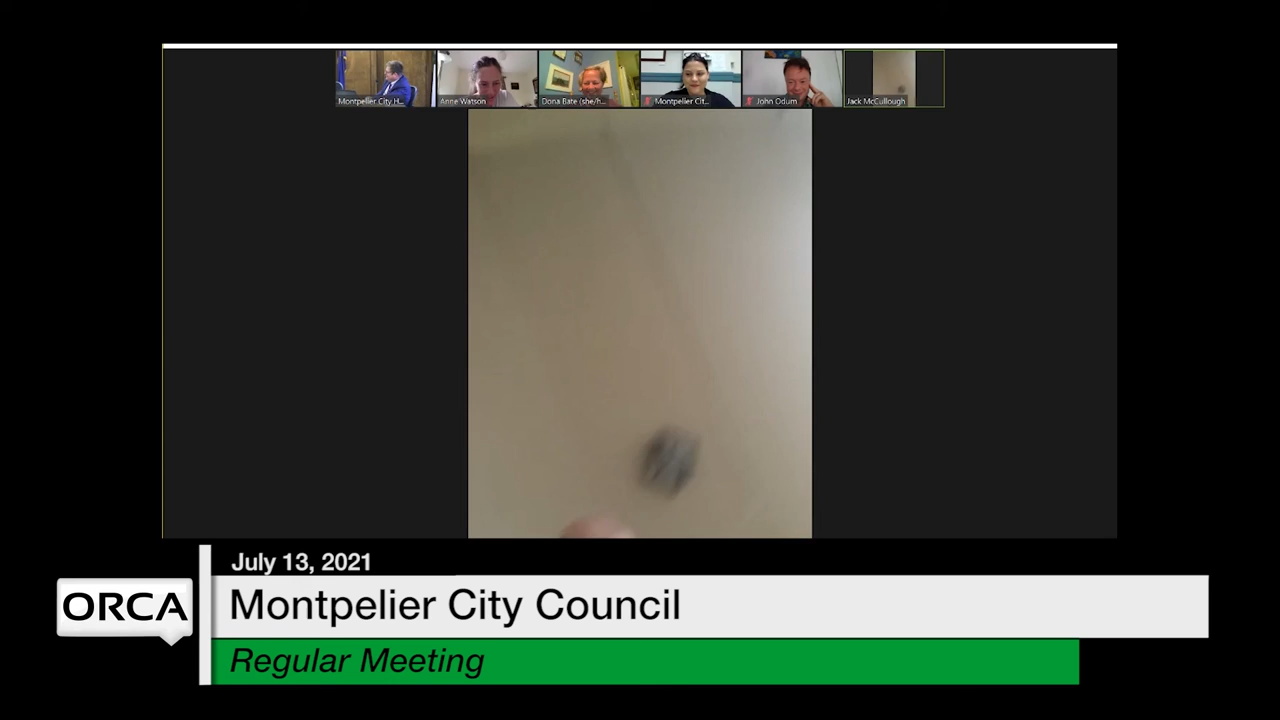 Montpelier City H...
Anne Watson
Dona Bate (she/h...
Montpelier Cit...
John Odum
Jack McCullough
July 13, 2021
ORCA
Montpelier City Council
Regular Meeting